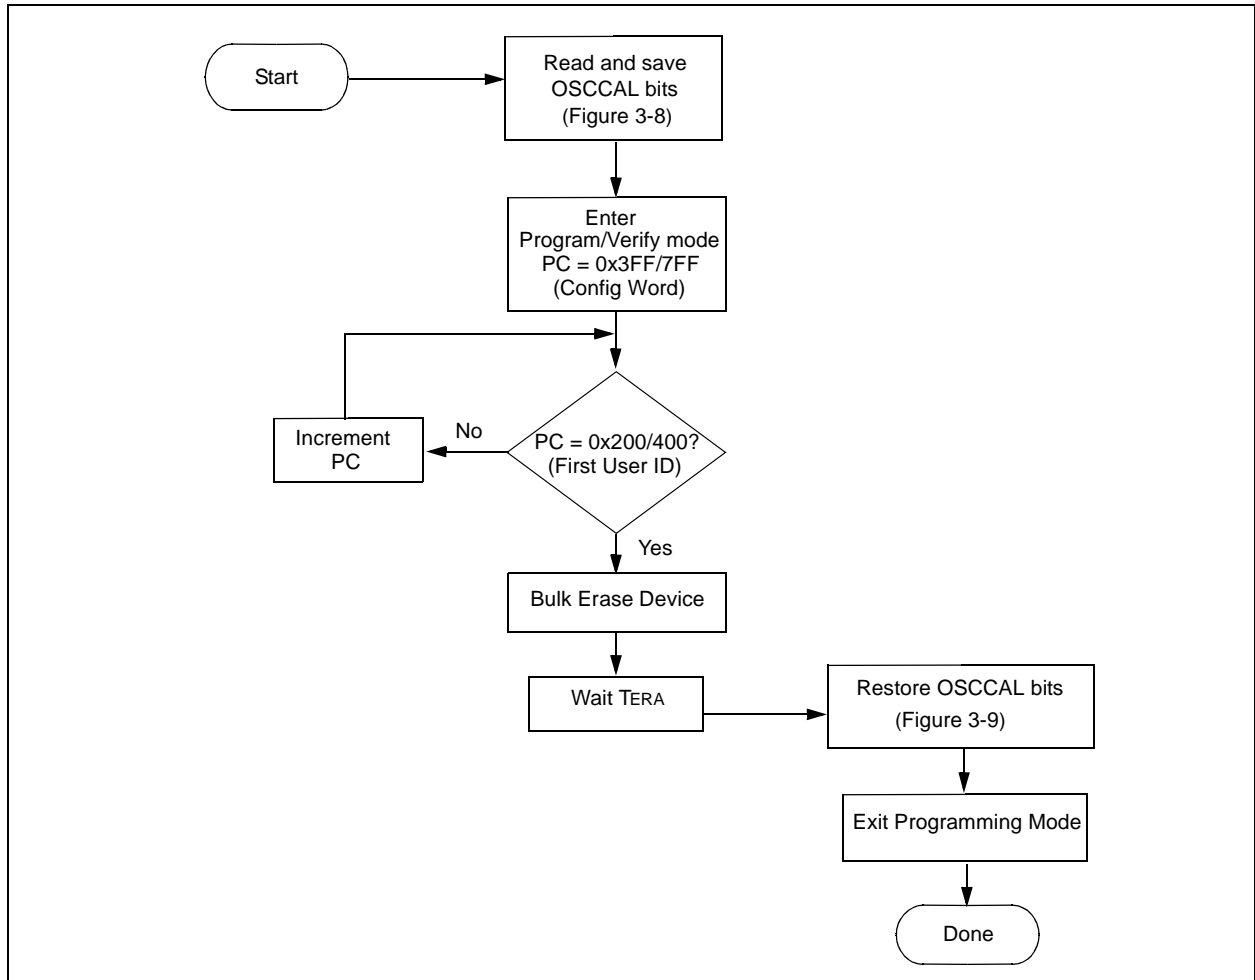 Start
Read and save
OSCCAL bits
(Figure 3-8)
Enter
Program/Verify mode
PC = 0x3FF/7FF
(Config Word)
PC = 0x200/400?
(First User ID)
No
Increment
PC
Yes
Bulk Erase Device
Wait TERA
Restore OSCCAL bits
(Figure 3-9)
Exit Programming Mode
Done